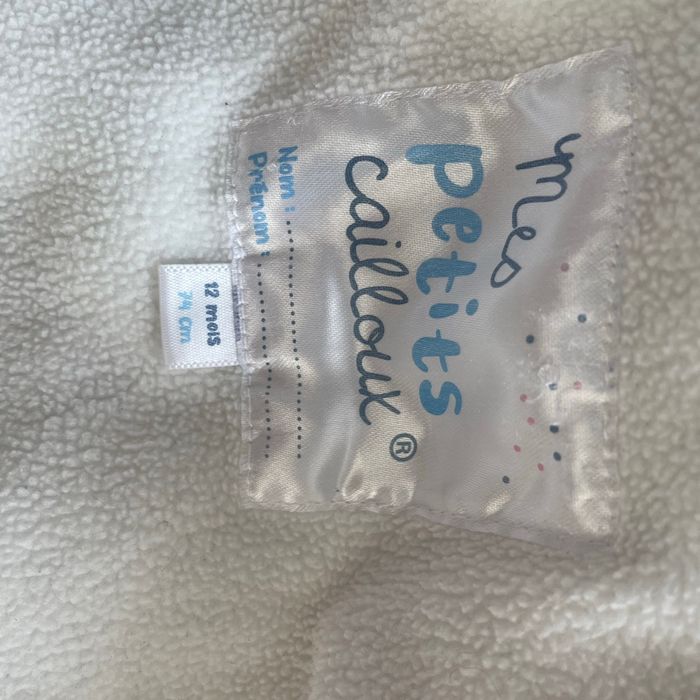 Mes
petits
cailloux®
Nom : ....................
Prénom : ....................
12 mois
74 cm